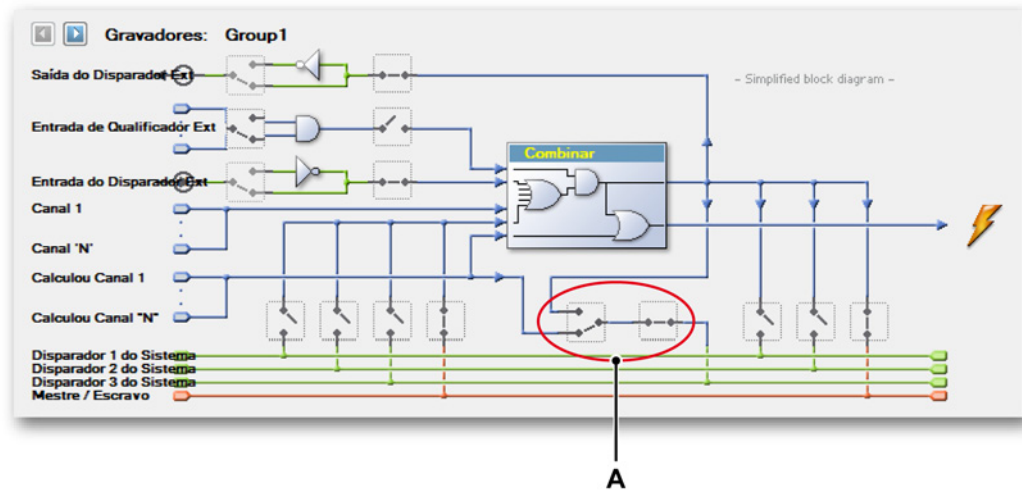 Gravadores: Group1
Saída do Disparador Ext
- Simplified block diagram -
Entrada de Qualificador Ext
Combinar
Entrada do Disparador Ext
Canal 1
Canal 'N'
Calculou Canal 1
Calculou Canal "N"
Disparador 1 do Sistema
Disparador 2 do Sistema
Disparador 3 do Sistema
Mestre / Escravo
A